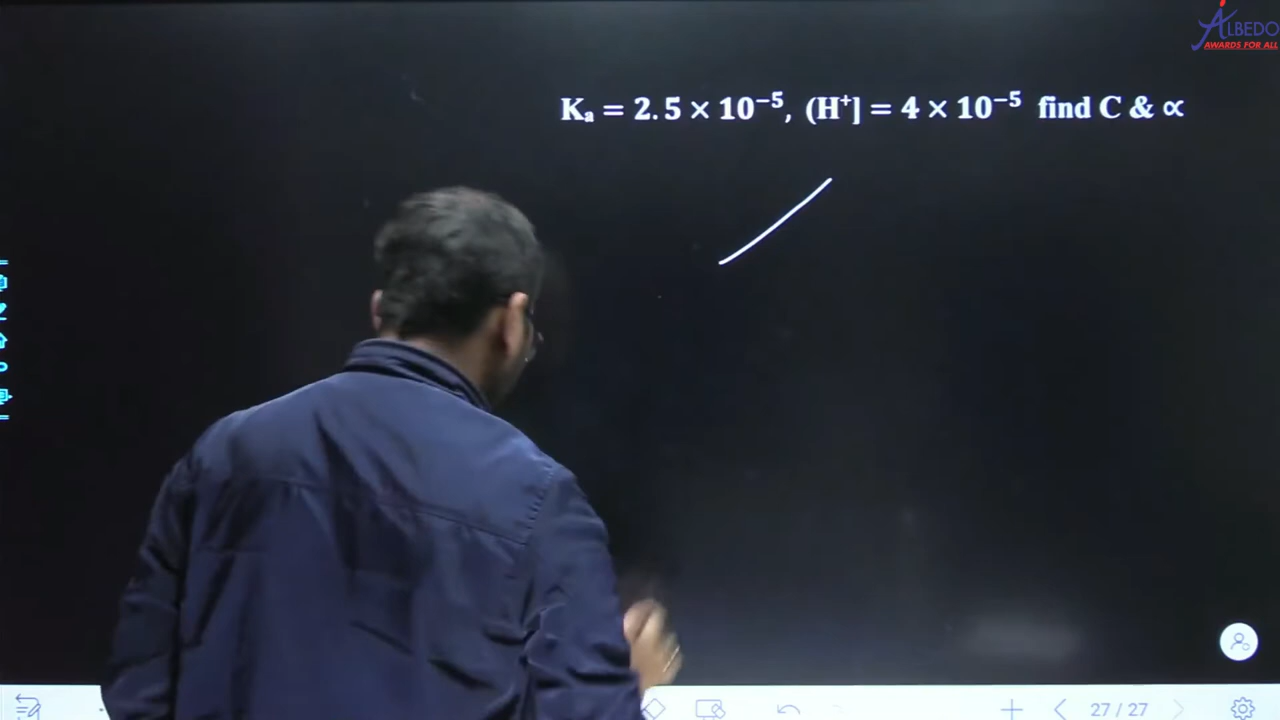 ALBEDO
AWARDS FOR ALL
Kₐ = 2.5 × 10⁻⁵, (H⁺] = 4 × 10⁻⁵ find C & ∝
27 / 27